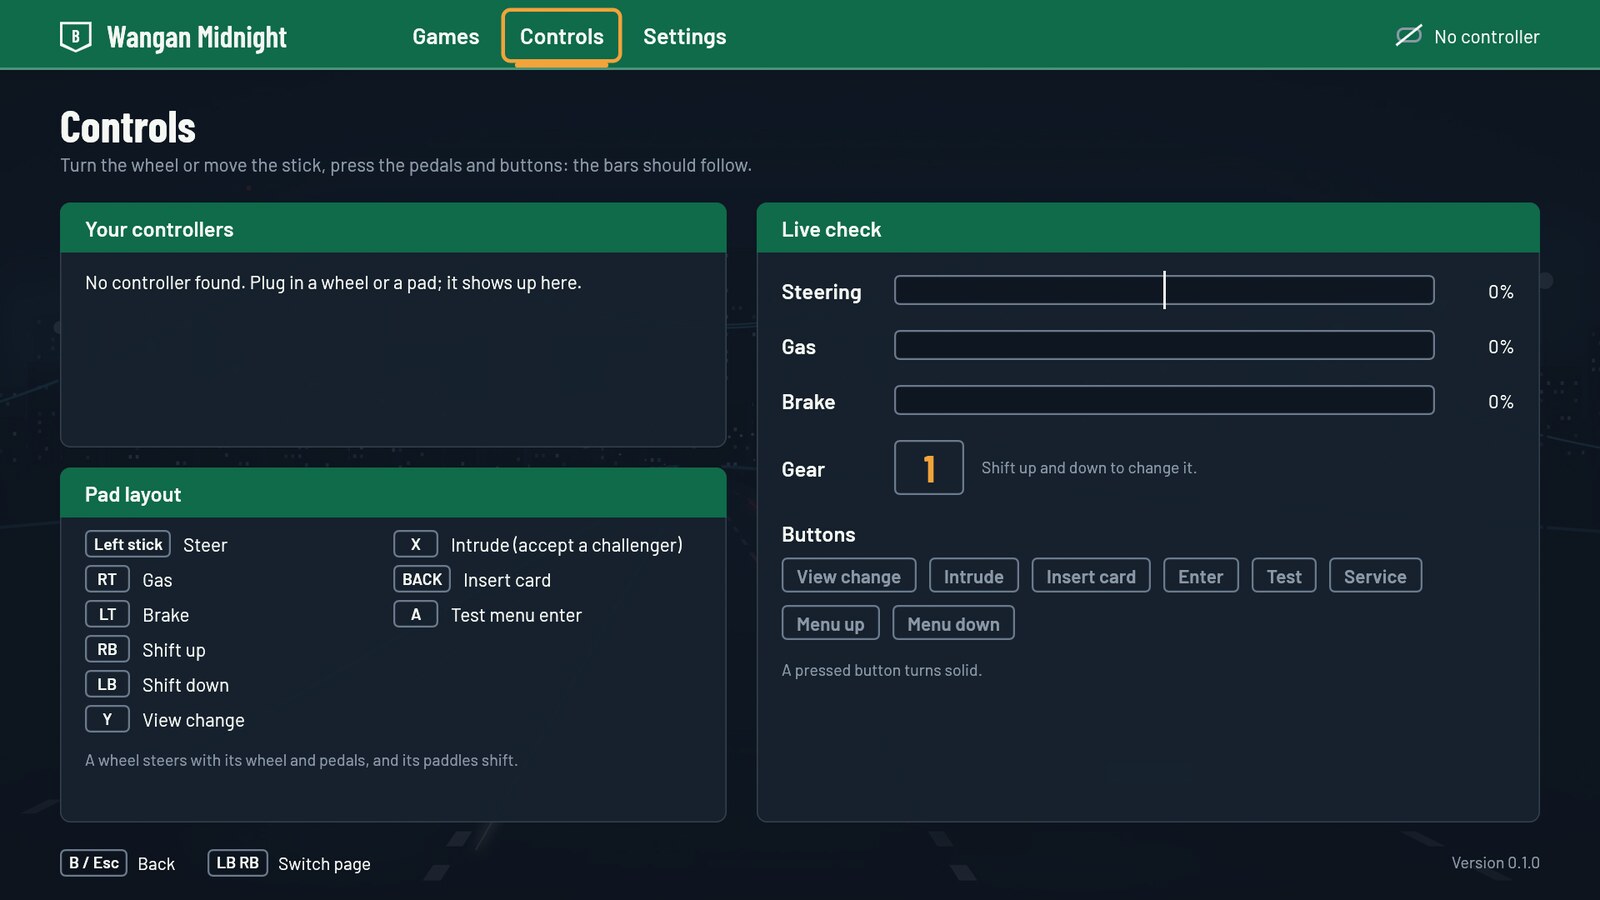 B Wangan Midnight
Games
Controls
Settings
No controller
Controls
Turn the wheel or move the stick, press the pedals and buttons: the bars should follow.
Your controllers
No controller found. Plug in a wheel or a pad; it shows up here.
Pad layout
Left stick Steer
RT Gas
LT Brake
RB Shift up
LB Shift down
Y View change
X Intrude (accept a challenger)
BACK Insert card
A Test menu enter
A wheel steers with its wheel and pedals, and its paddles shift.
Live check
Steering 0%
Gas 0%
Brake 0%
Gear 1 Shift up and down to change it.
Buttons
View change Intrude Insert card Enter Test Service
Menu up Menu down
A pressed button turns solid.
B / Esc Back LB RB Switch page
Version 0.1.0